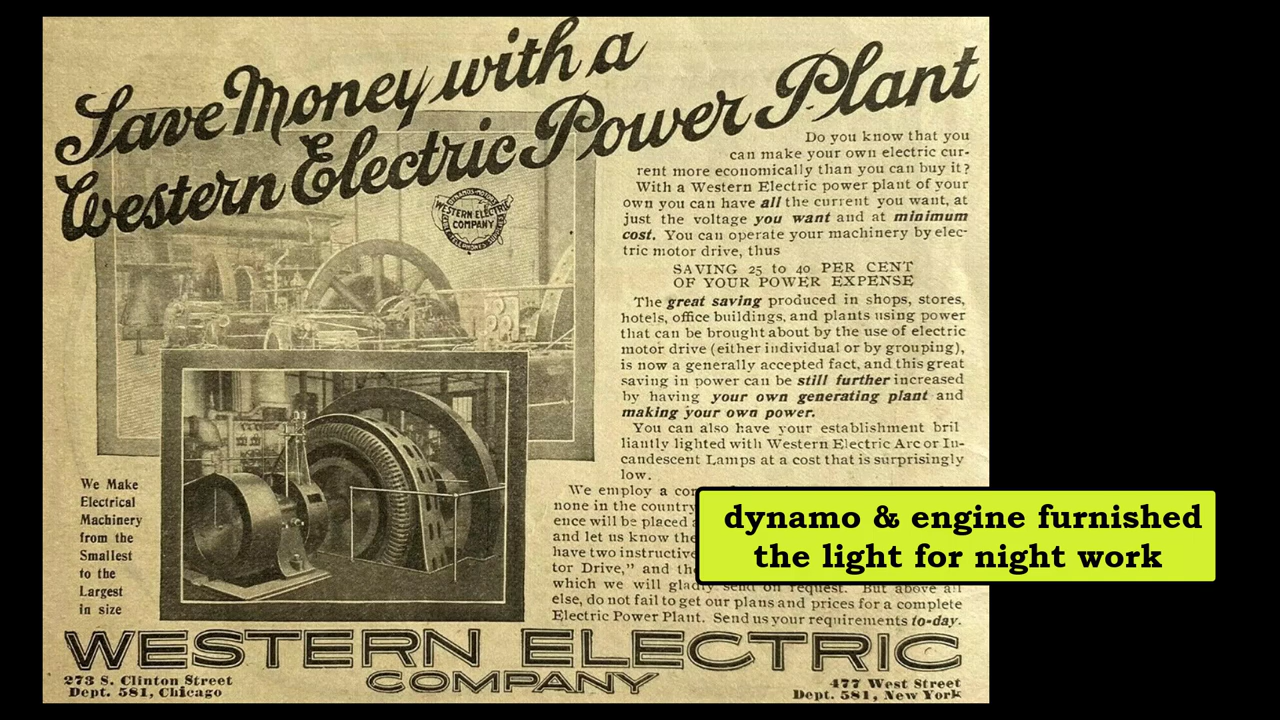 Save Money with a
Western Electric Power Plant
DYNAMOS-MOTORS
WESTERN ELECTRIC
COMPANY
TELEPHONES
Do you know that you
can make your own electric cur-
rent more economically than you can buy it?
With a Western Electric power plant of your
own you can have all the current you want, at
just the voltage you want and at minimum
cost. You can operate your machinery by elec-
tric motor drive, thus
SAVING 25 to 40 PER CENT
OF YOUR POWER EXPENSE
The great saving produced in shops, stores,
hotels, office buildings, and plants using power
that can be brought about by the use of electric
motor drive (either individual or by grouping),
is now a generally accepted fact, and this great
saving in power can be still further increased
by having your own generating plant and
making your own power.
You can also have your establishment bril
liantly lighted with Western Electric Arc or In-
candescent Lamps at a cost that is surprisingly
low.
We employ a
none in the country
ence will be placed
and let us know the
have two instructive
tor Drive," and
which we will gladly send on request. But above all
else, do not fail to get our plans and prices for a complete
Electric Power Plant. Send us your requirements to-day.
dynamo & engine furnished
the light for night work
We Make
Electrical
Machinery
from the
Smallest
to the
Largest
in size
WESTERN ELECTRIC
COMPANY
273 S. Clinton Street
Dept. 581, Chicago
477 West Street
Dept. 581, New York